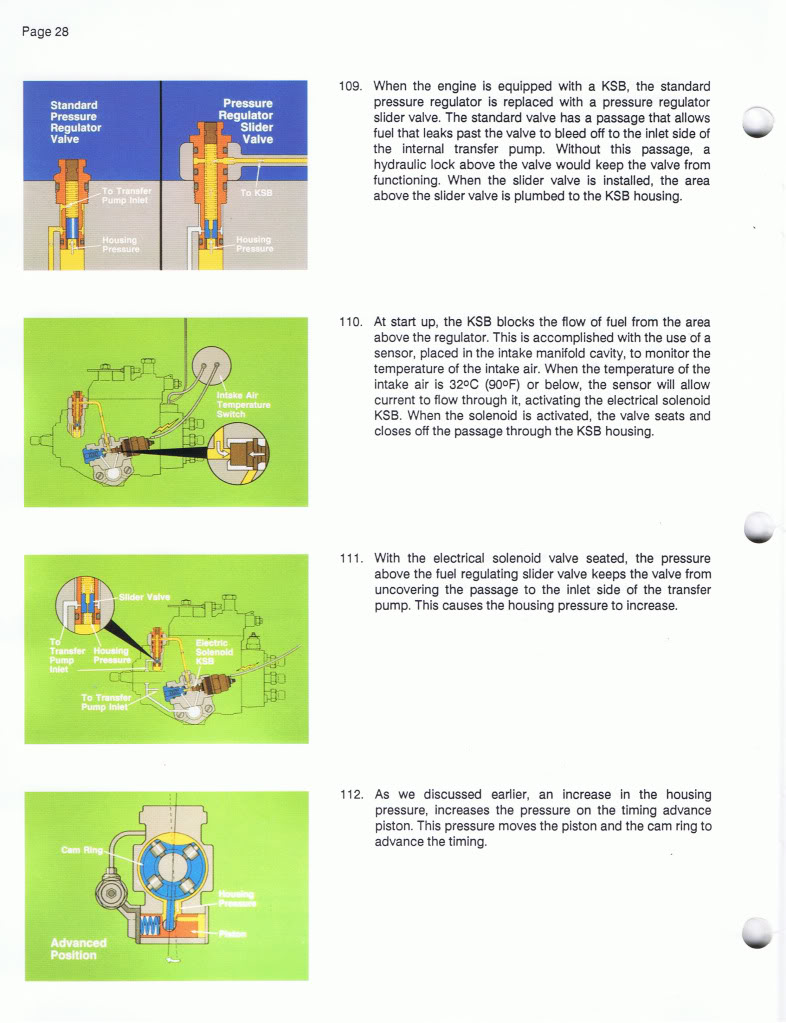 Page 28
Standard
Pressure
Regulator
Valve
Pressure
Regulator
Slider
Valve
To Transfer
Pump Inlet
To KSB
Housing
Pressure
Housing
Pressure
109. When the engine is equipped with a KSB, the standard
pressure regulator is replaced with a pressure regulator
slider valve. The standard valve has a passage that allows
fuel that leaks past the valve to bleed off to the inlet side of
the internal transfer pump. Without this passage, a
hydraulic lock above the valve would keep the valve from
functioning. When the slider valve is installed, the area
above the slider valve is plumbed to the KSB housing.
Intake Air
Temperature
Switch
110. At start up, the KSB blocks the flow of fuel from the area
above the regulator. This is accomplished with the use of a
sensor, placed in the intake manifold cavity, to monitor the
temperature of the intake air. When the temperature of the
intake air is 32ºC (90ºF) or below, the sensor will allow
current to flow through it, activating the electrical solenoid
KSB. When the solenoid is activated, the valve seats and
closes off the passage through the KSB housing.
Slider Valve
To
Transfer
Pump
Inlet
Housing
Pressure
Electric
Solenoid
KSB
To Transfer
Pump Inlet
111. With the electrical solenoid valve seated, the pressure
above the fuel regulating slider valve keeps the valve from
uncovering the passage to the inlet side of the transfer
pump. This causes the housing pressure to increase.
Cam Ring
Housing
Pressure
Piston
Advanced
Position
112. As we discussed earlier, an increase in the housing
pressure, increases the pressure on the timing advance
piston. This pressure moves the piston and the cam ring to
advance the timing.